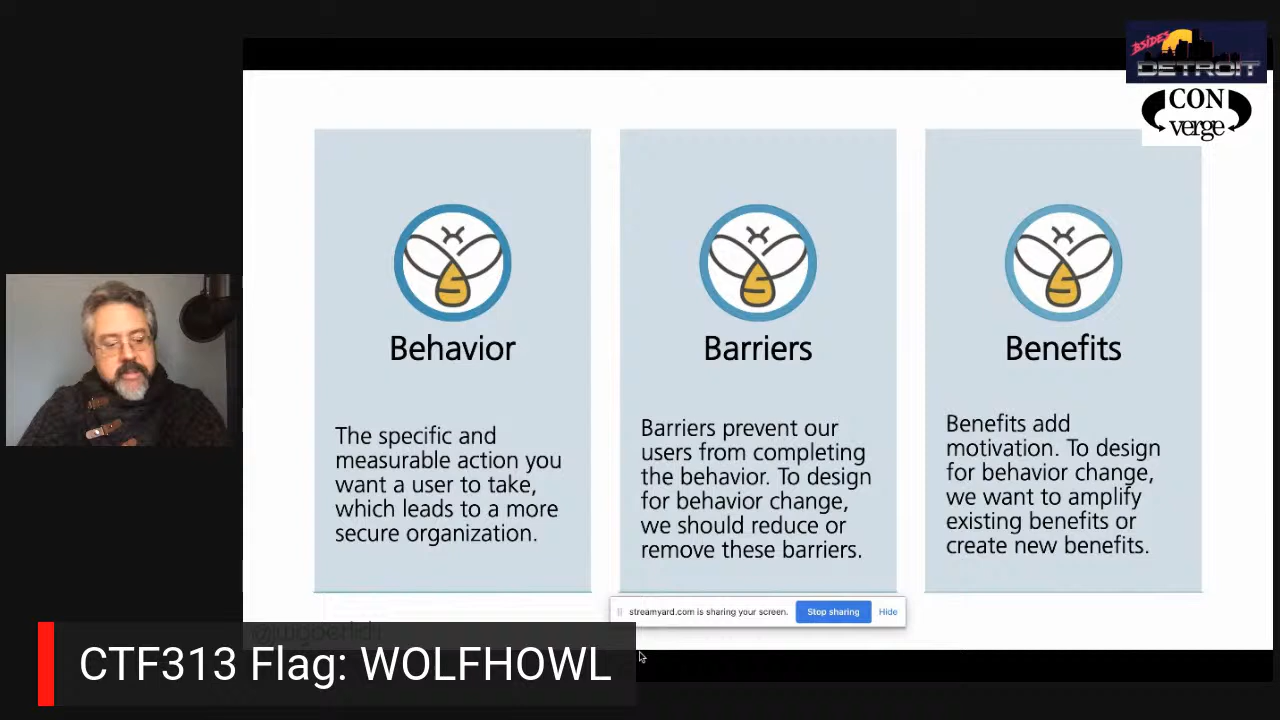 BSIDES
DETROIT
CON
verge
Behavior
The specific and
measurable action you
want a user to take,
which leads to a more
secure organization.
Barriers
Barriers prevent our
users from completing
the behavior. To design
for behavior change,
we should reduce or
remove these barriers.
Benefits
Benefits add
motivation. To design
for behavior change,
we want to amplify
existing benefits or
create new benefits.
streamyard.com is sharing your screen. Stop sharing Hide
@jwgoerlich
CTF313 Flag: WOLFHOWL